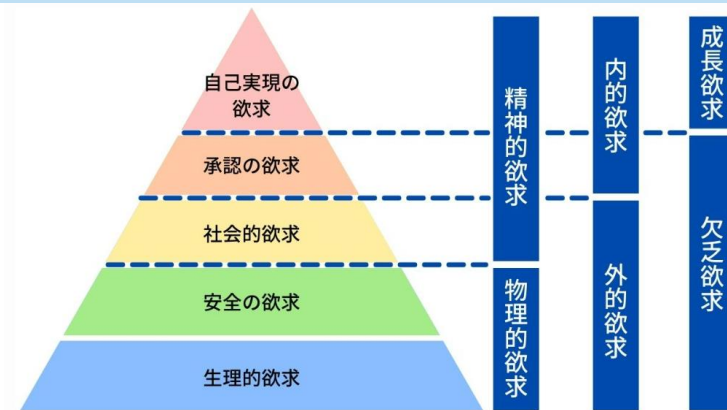 自己実現の
欲求
承認の欲求
社会的欲求
安全の欲求
生理的欲求
精神的欲求
物理的欲求
内的欲求
外的欲求
成長欲求
欠乏欲求